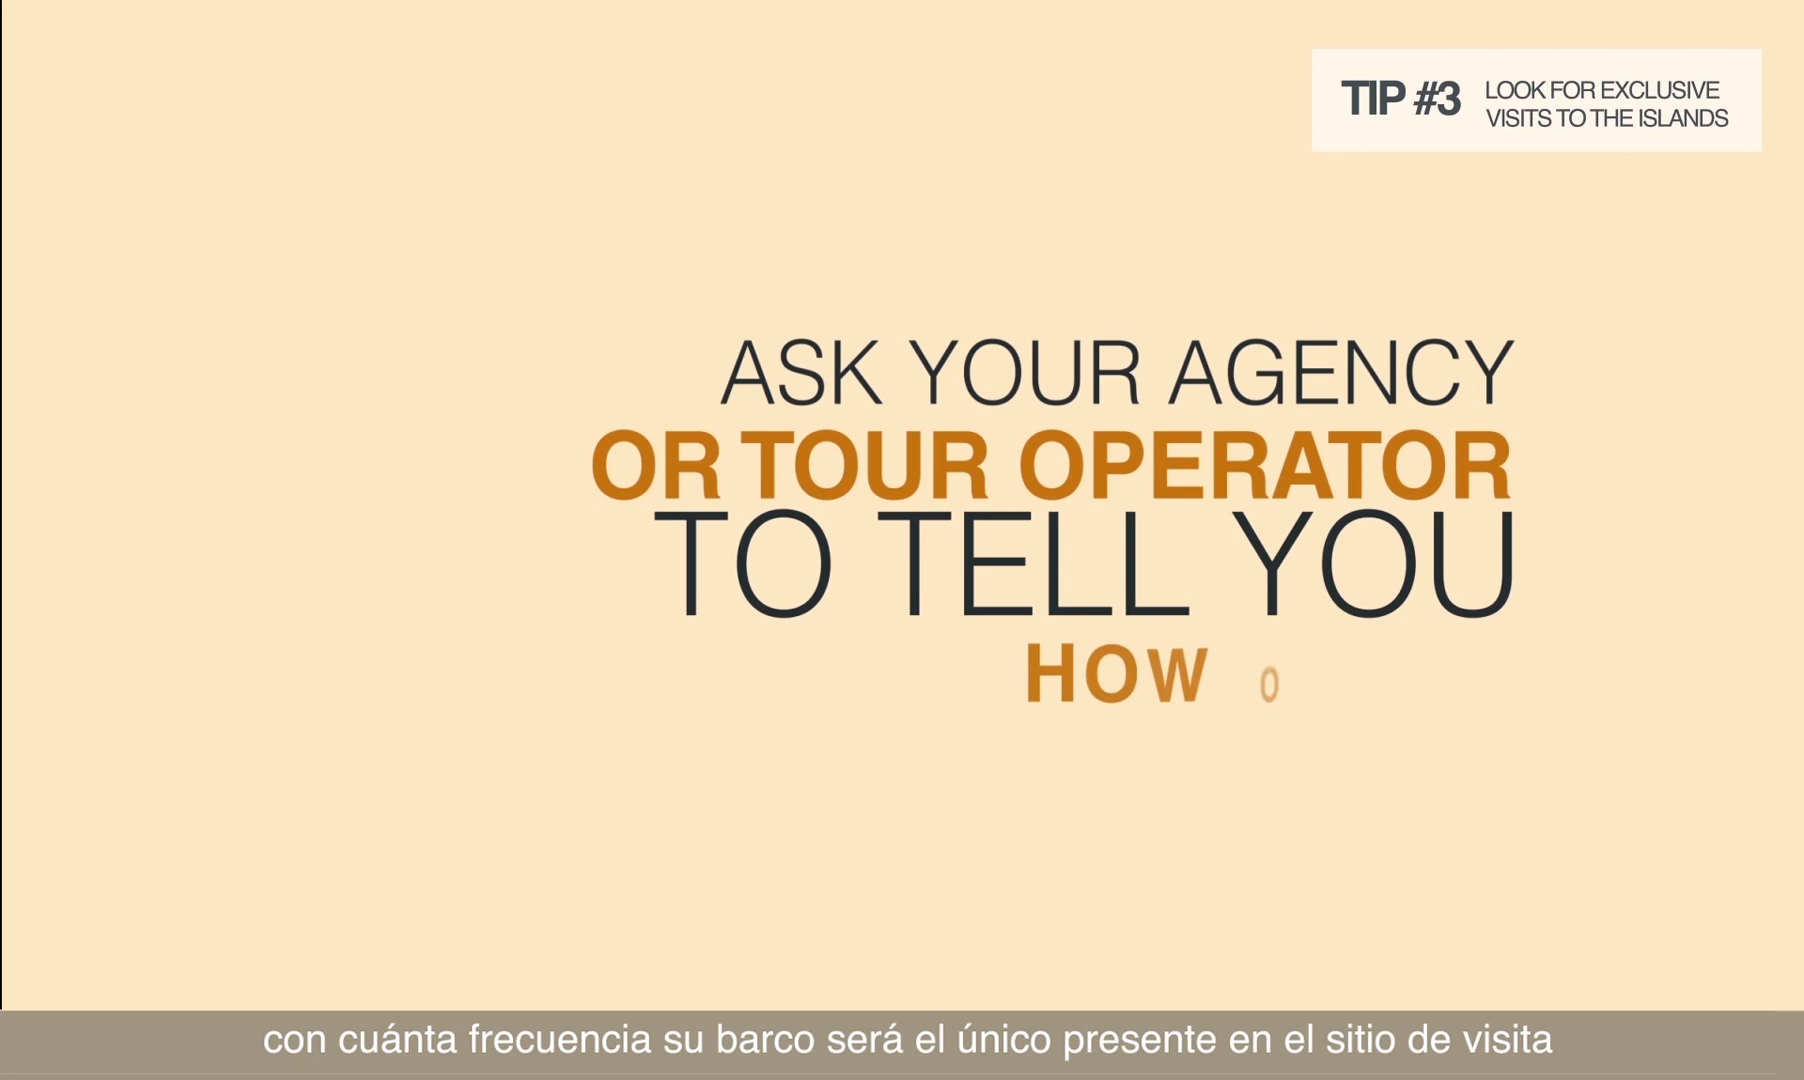 TIP #3
LOOK FOR EXCLUSIVE
VISITS TO THE ISLANDS
ASK YOUR AGENCY
OR TOUR OPERATOR
TO TELL YOU
HOW O
con cuánta frecuencia su barco será el único presente en el sitio de visita